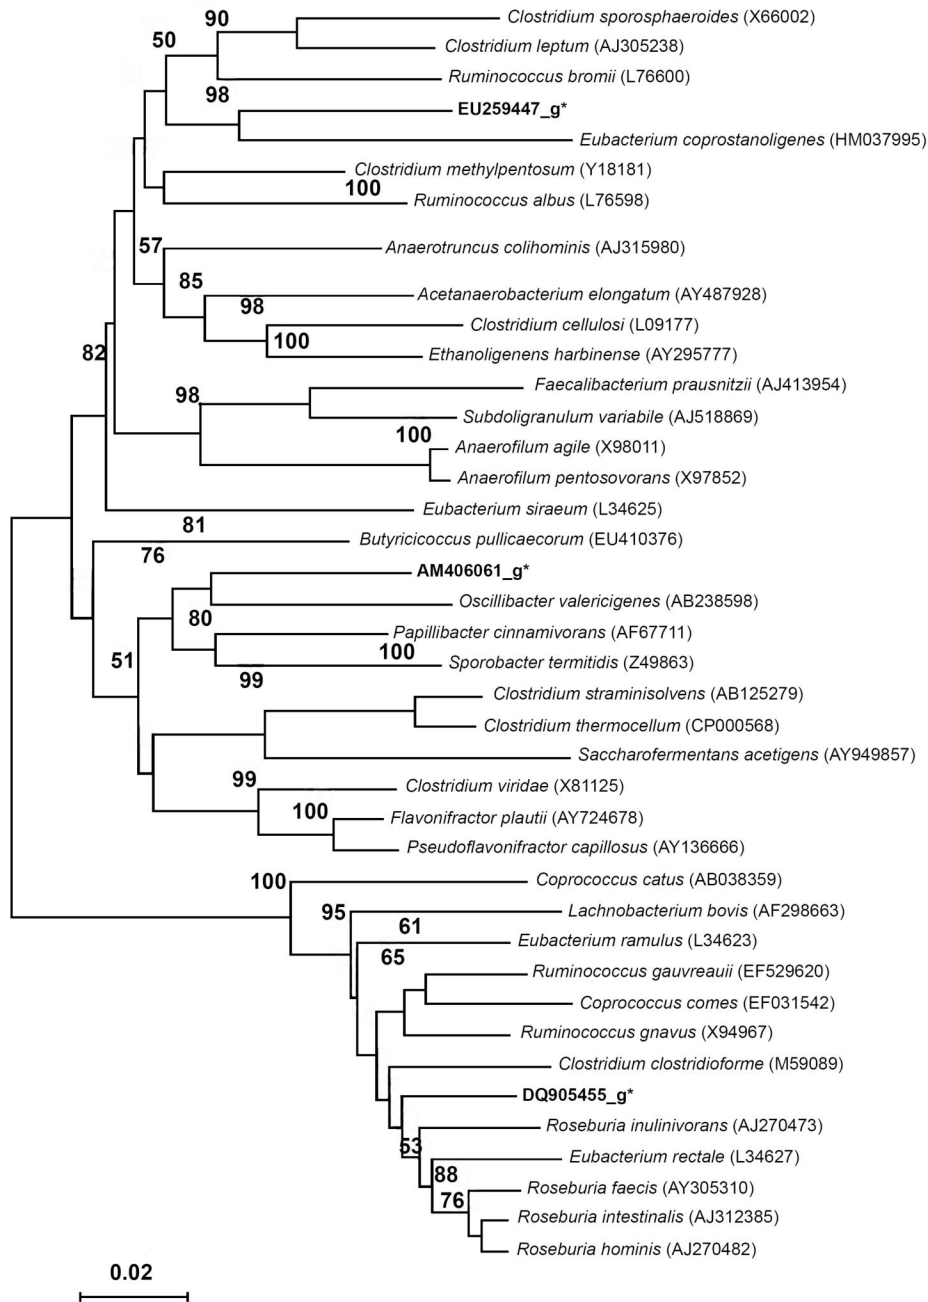 90
Clostridium sporosphaeroides (X66002)
50
Clostridium leptum (AJ305238)
Ruminococcus bromii (L76600)
98
EU259447_g*
Eubacterium coprostanoligenes (HM037995)
Clostridium methylpentosum (Y18181)
100
Ruminococcus albus (L76598)
57
Anaerotruncus colihominis (AJ315980)
85
Acetanaerobacterium elongatum (AY487928)
98
Clostridium cellulosi (L09177)
100
82
Ethanoligenens harbinense (AY295777)
Faecalibacterium prausnitzii (AJ413954)
98
Subdoligranulum variabile (AJ518869)
100
Anaerofilum agile (X98011)
Anaerofilum pentosovorans (X97852)
Eubacterium siraeum (L34625)
81
Butyricicoccus pullicaecorum (EU410376)
76
AM406061_g*
Oscillibacter valericigenes (AB238598)
80
Papillibacter cinnamivorans (AF67711)
100
51
Sporobacter termitidis (Z49863)
99
Clostridium straminisolvens (AB125279)
Clostridium thermocellum (CP000568)
Saccharofermentans acetigens (AY949857)
99
Clostridium viridae (X81125)
100
Flavonifractor plautii (AY724678)
Pseudoflavonifractor capillosus (AY136666)
100
Coprococcus catus (AB038359)
95
Lachnobacterium bovis (AF298663)
61
Eubacterium ramulus (L34623)
65
Ruminococcus gauvreauii (EF529620)
Coprococcus comes (EF031542)
Ruminococcus gnavus (X94967)
Clostridium clostridioforme (M59089)
DQ905455_g*
Roseburia inulinivorans (AJ270473)
53
Eubacterium rectale (L34627)
88
Roseburia faecis (AY305310)
76
Roseburia intestinalis (AJ312385)
Roseburia hominis (AJ270482)
0.02